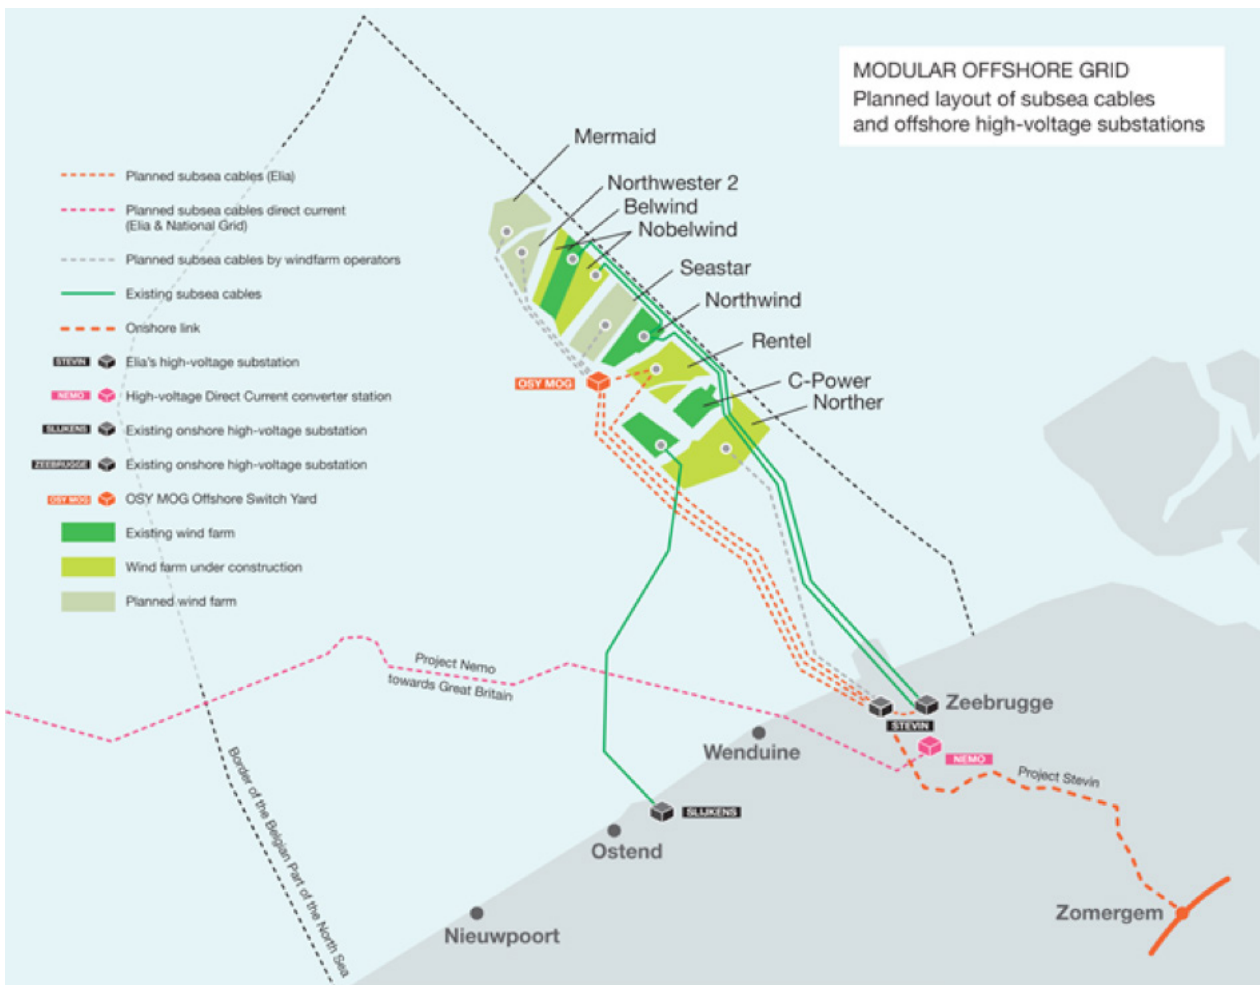 MODULAR OFFSHORE GRID
Planned layout of subsea cables
and offshore high-voltage substations
Mermaid
Northwester 2
Belwind
Nobelwind
Seastar
Northwind
Rentel
C-Power
Norther
OSY MOG
Planned subsea cables (Elia)
Planned subsea cables direct current
(Elia & National Grid)
Planned subsea cables by windfarm operators
Existing subsea cables
Onshore link
STEVIN
Elia's high-voltage substation
NEMO
High-voltage Direct Current converter station
SLIJKENS
Existing onshore high-voltage substation
ZEEBRUGGE
Existing onshore high-voltage substation
OSY MOG
OSY MOG Offshore Switch Yard
Existing wind farm
Wind farm under construction
Planned wind farm
Project Nemo
towards Great Britain
Border of the Belgian Part of the North Sea
Zeebrugge
STEVIN
Wenduine
NEMO
Project Stevin
SLIJKENS
Ostend
Zomergem
Nieuwpoort